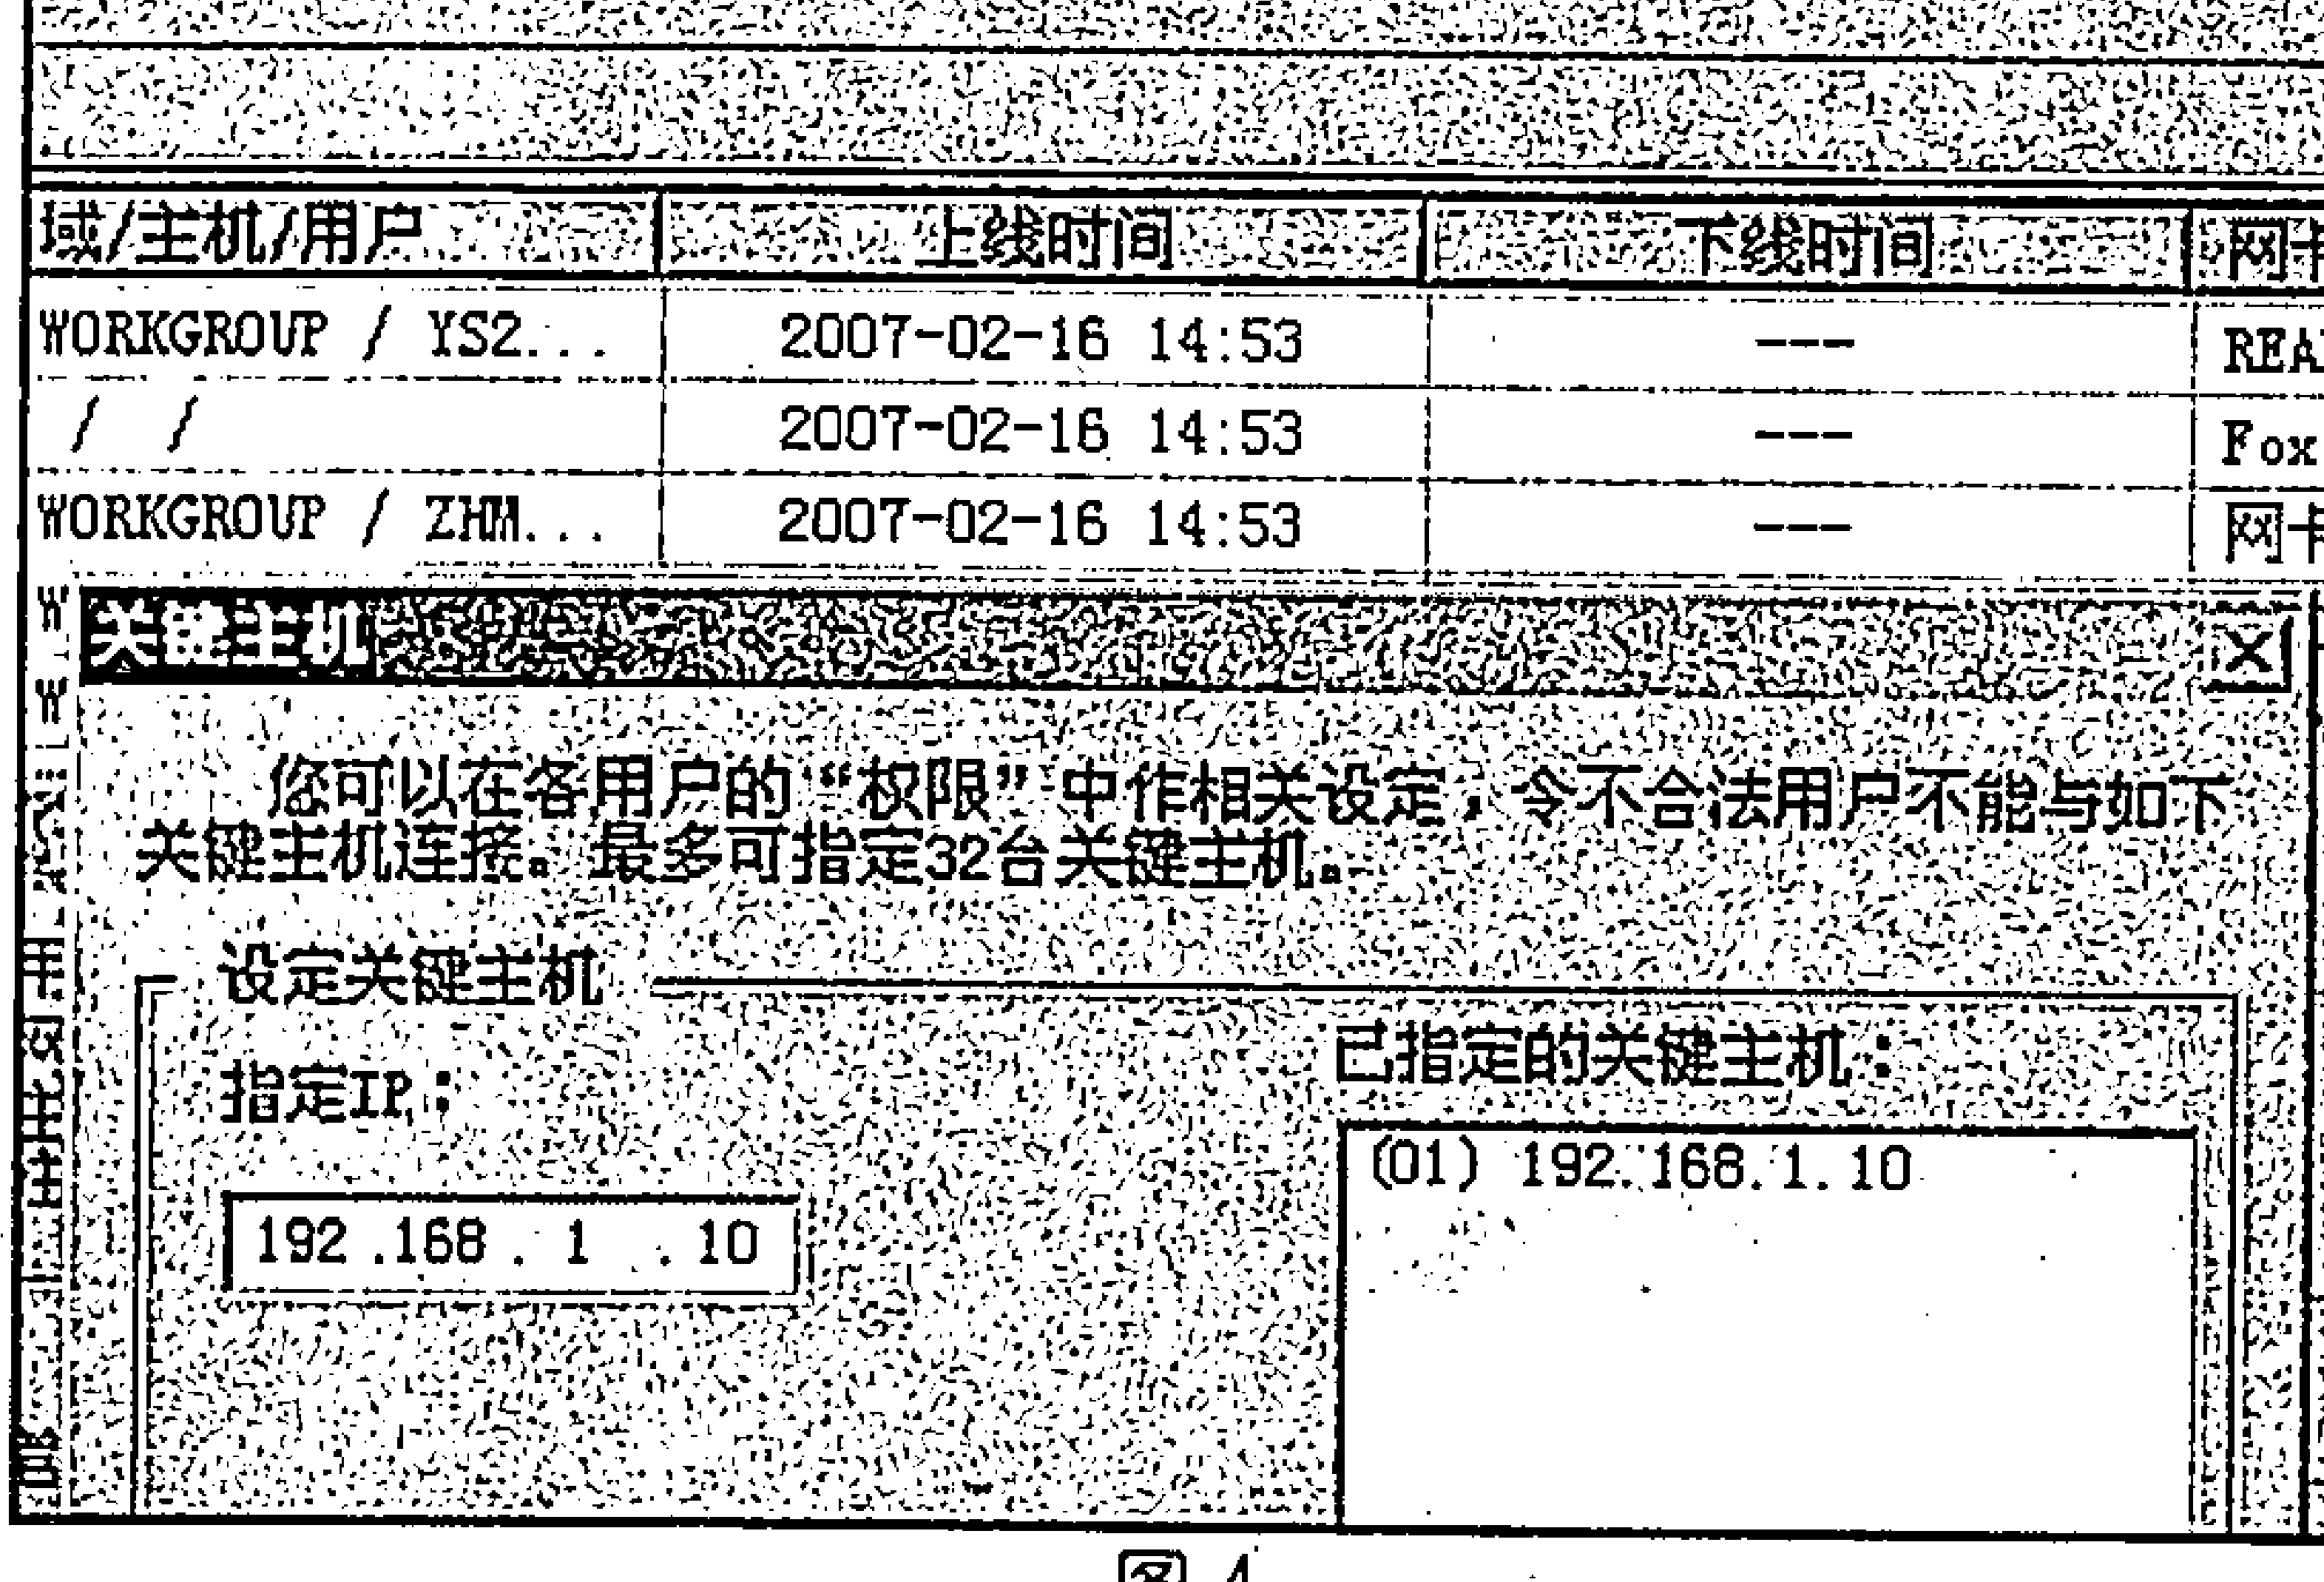 域/主机/用户 上线时间 下线时间 网卡
WORKGROUP / YS2... 2007-02-16 14:53 ---
/ / 2007-02-16 14:53 --- Fox
WORKGROUP / ZHM... 2007-02-16 14:53 --- 网卡
关键主机
您可以在各用户的“权限”中作相关设定，令不合法用户不能与如下
关键主机连接。最多可指定32台关键主机。
设定关键主机
指定IP：
已指定的关键主机：
(01) 192.168.1.10
192 .168 . 1 . 10
图 4